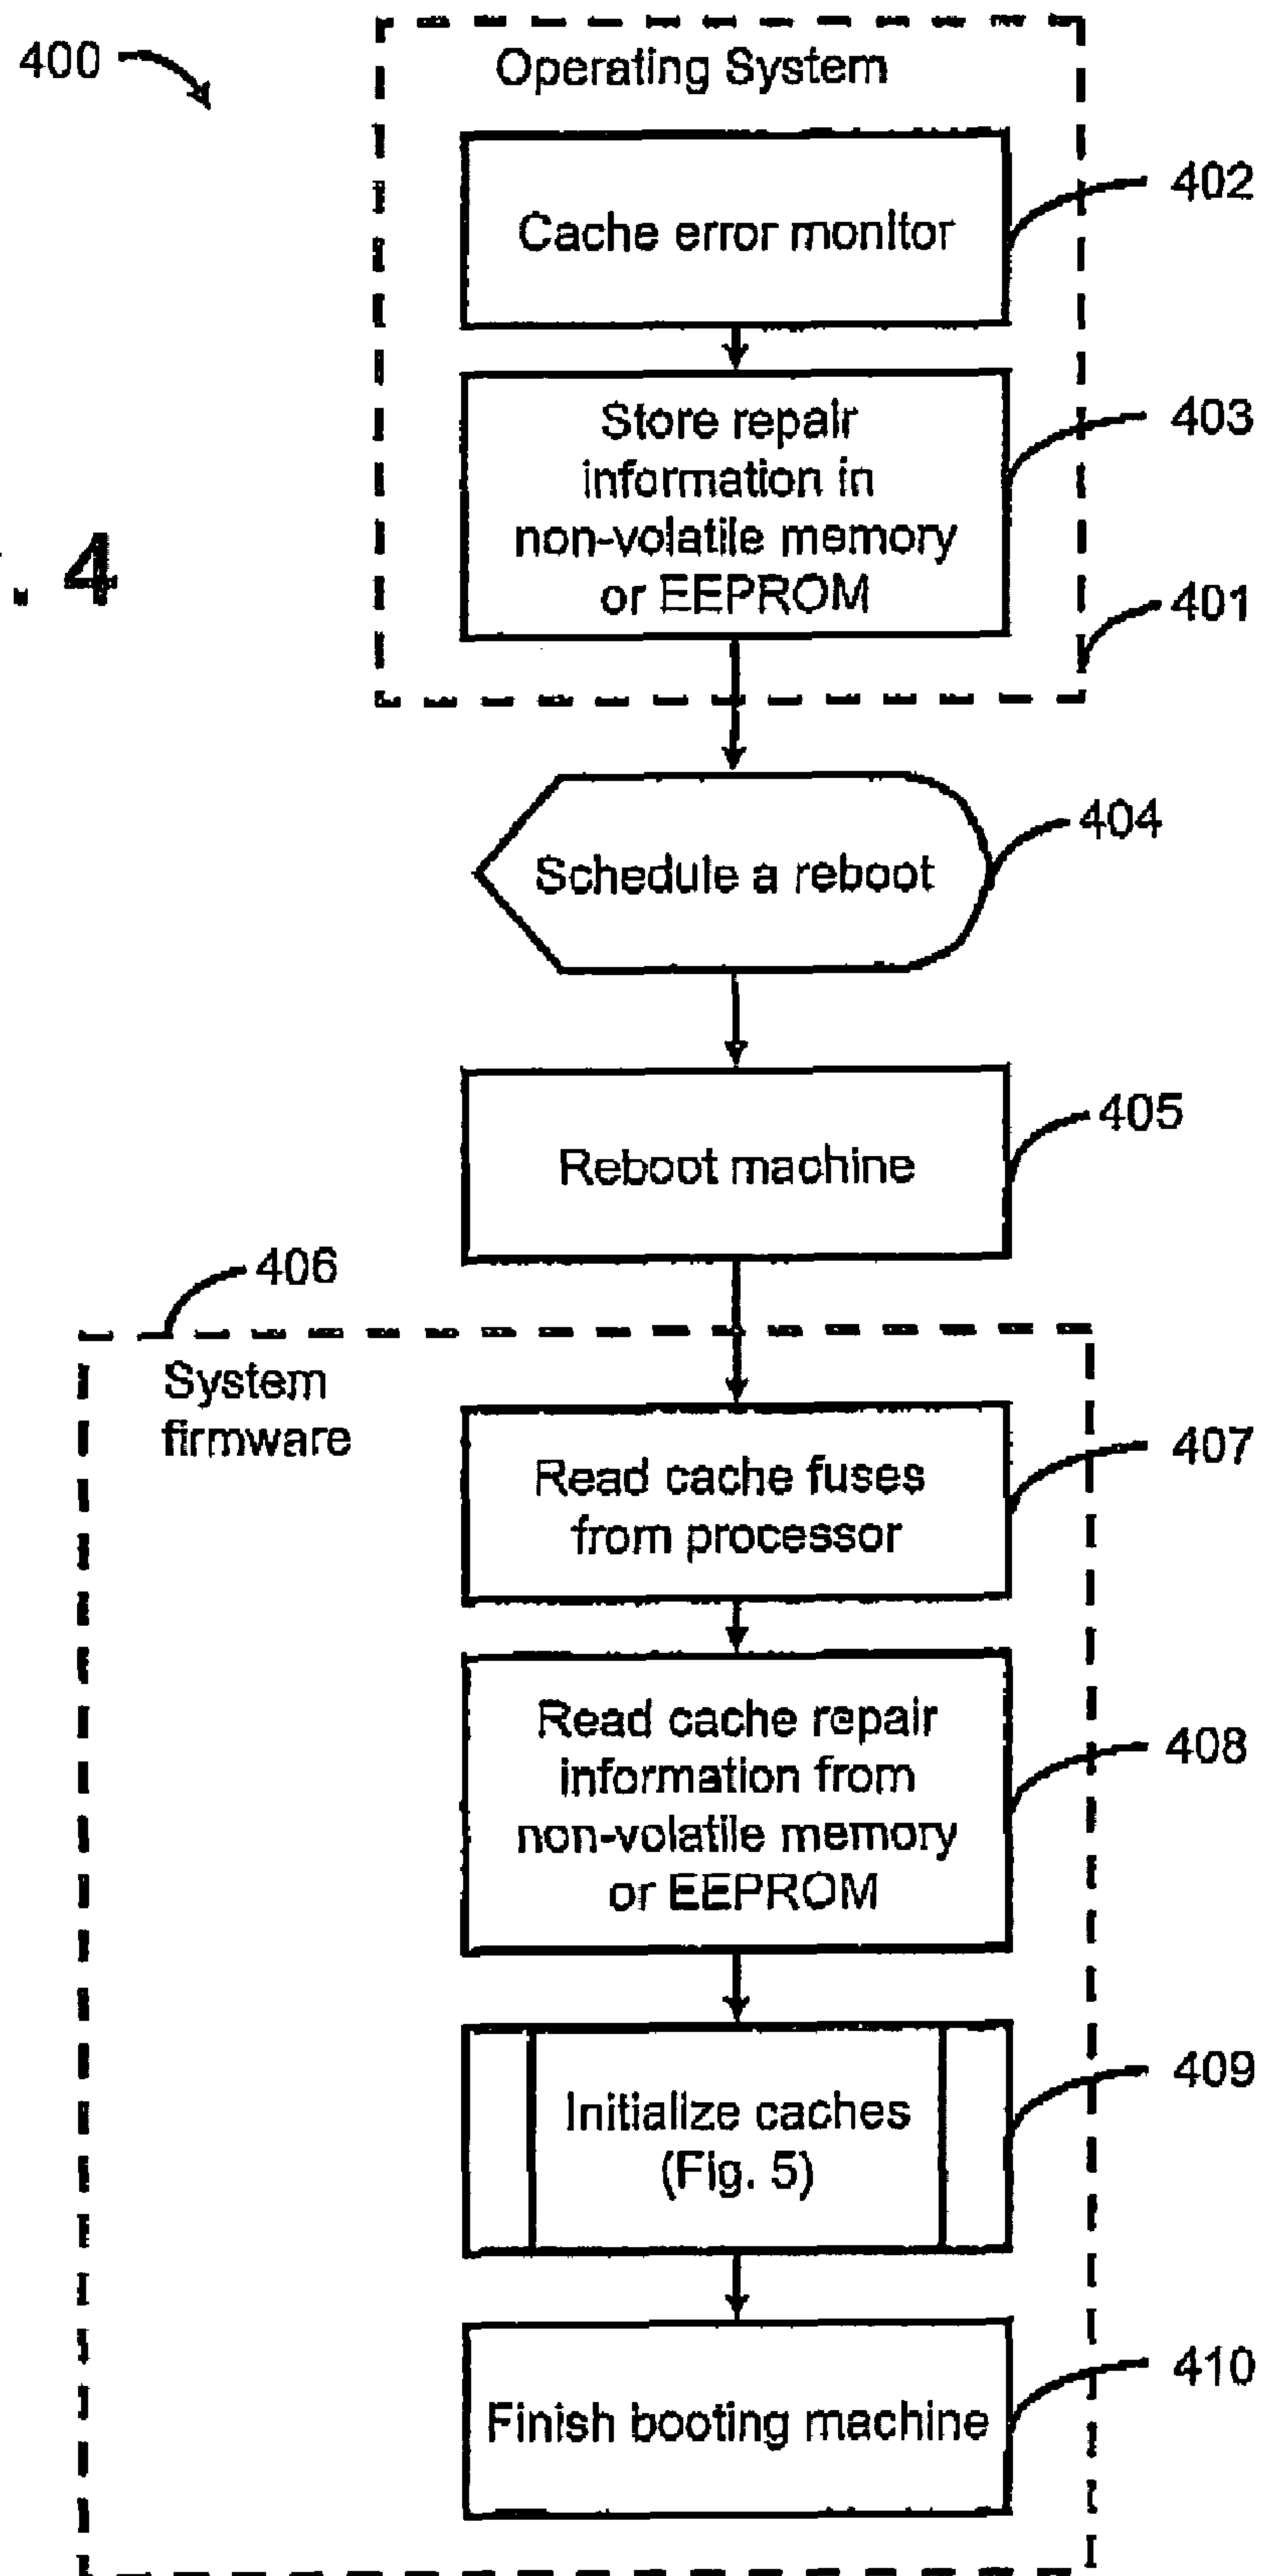 400
Operating System
Cache error monitor
402
Store repair
information in
non-volatile memory
or EEPROM
403
. 4
401
Schedule a reboot
404
Reboot machine
405
406
System
firmware
Read cache fuses
from processor
407
Read cache repair
information from
non-volatile memory
or EEPROM
408
Initialize caches
(Fig. 5)
409
Finish booting machine
410